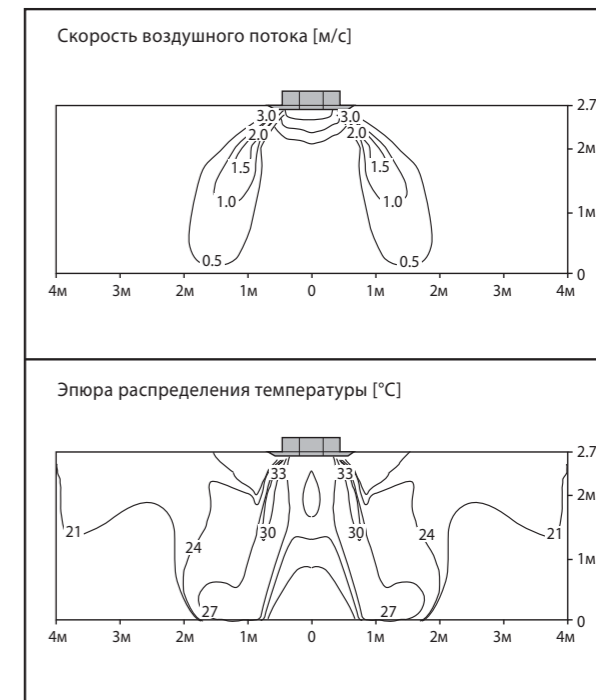 Скорость воздушного потока [м/с]
2.7
3.0 3.0
2.0 2.0
2м
1.5 1.5
1.0 1.0
1м
0.5 0.5
0
4м 3м 2м 1м 0 1м 2м 3м 4м
Эпюра распределения температуры [°C]
2.7
33 33
2м
21 24 30 30 24 21
1м
27 27
0
4м 3м 2м 1м 0 1м 2м 3м 4м